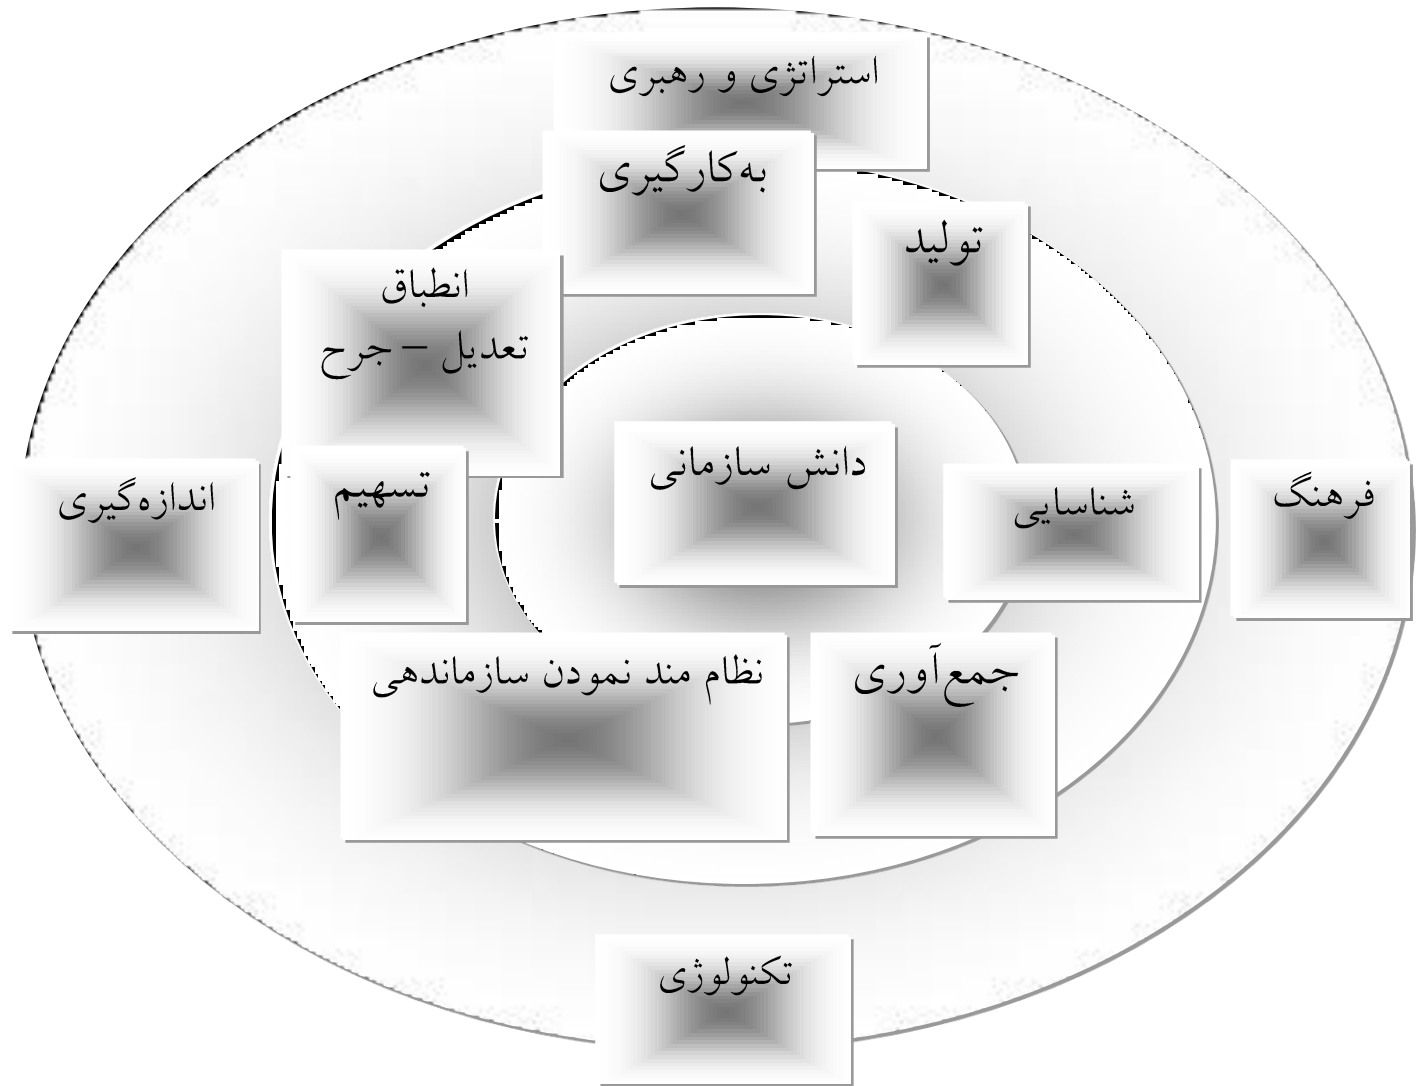 استراتژی و رهبری
به‌کارگیری
تولید
انطباق
تعدیل – جرح
دانش سازمانی
شناسایی
فرهنگ
تسهیم
اندازه‌گیری
نظام مند نمودن سازماندهی
جمع‌آوری
تکنولوژی